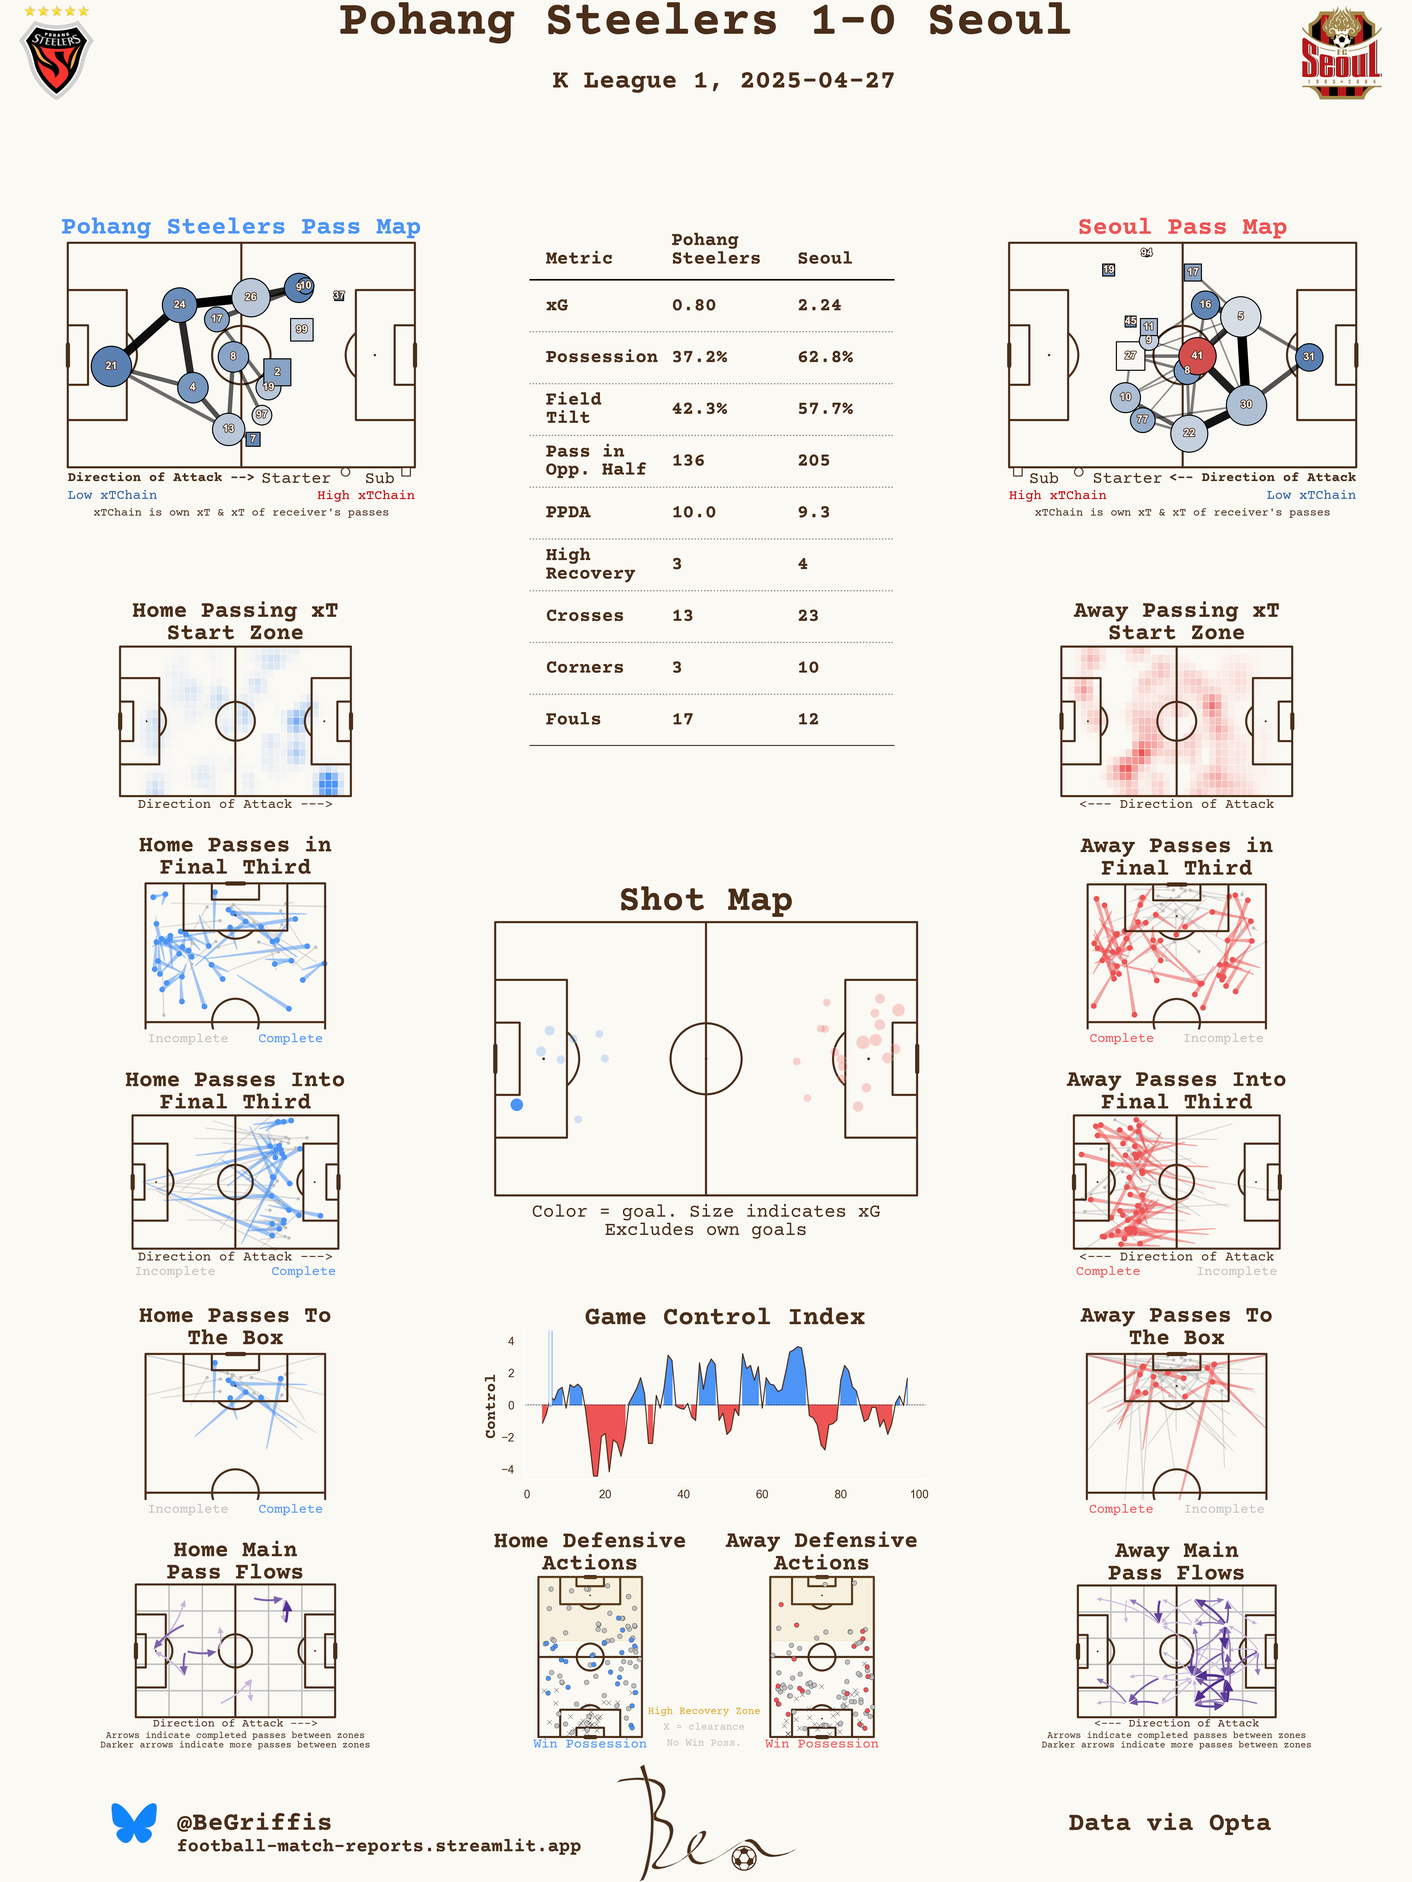 Pohang Steelers 1-0 Seoul
K League 1, 2025-04-27
POHANG
STEELERS
FC
Seoul
1983★2004
Pohang Steelers Pass Map
24
26
9
10
37
17
99
21
8
2
4
19
97
13
7
Direction of Attack --> Starter Sub
Low xTChain High xTChain
xTChain is own xT & xT of receiver's passes
Metric Pohang Steelers Seoul
xG 0.80 2.24
Possession 37.2% 62.8%
Field Tilt 42.3% 57.7%
Pass in Opp. Half 136 205
PPDA 10.0 9.3
High Recovery 3 4
Crosses 13 23
Corners 3 10
Fouls 17 12
Seoul Pass Map
94
19
17
16
5
45
11
9
27
41
31
8
10
30
77
22
Sub Starter <-- Direction of Attack
High xTChain Low xTChain
xTChain is own xT & xT of receiver's passes
Home Passing xT
Start Zone
Direction of Attack --->
Away Passing xT
Start Zone
<--- Direction of Attack
Home Passes in
Final Third
Incomplete Complete
Away Passes in
Final Third
Complete Incomplete
Shot Map
Color = goal. Size indicates xG
Excludes own goals
Home Passes Into
Final Third
Direction of Attack --->
Incomplete Complete
Away Passes Into
Final Third
<--- Direction of Attack
Complete Incomplete
Home Passes To
The Box
Incomplete Complete
Game Control Index
Control
4
2
0
−2
−4
0 20 40 60 80 100
Away Passes To
The Box
Complete Incomplete
Home Main
Pass Flows
Direction of Attack --->
Arrows indicate completed passes between zones
Darker arrows indicate more passes between zones
Home Defensive
Actions
Win Possession
High Recovery Zone
X = clearance
No Win Poss.
Away Defensive
Actions
Win Possession
Away Main
Pass Flows
<--- Direction of Attack
Arrows indicate completed passes between zones
Darker arrows indicate more passes between zones
@BeGriffis
football-match-reports.streamlit.app
Ben
Data via Opta